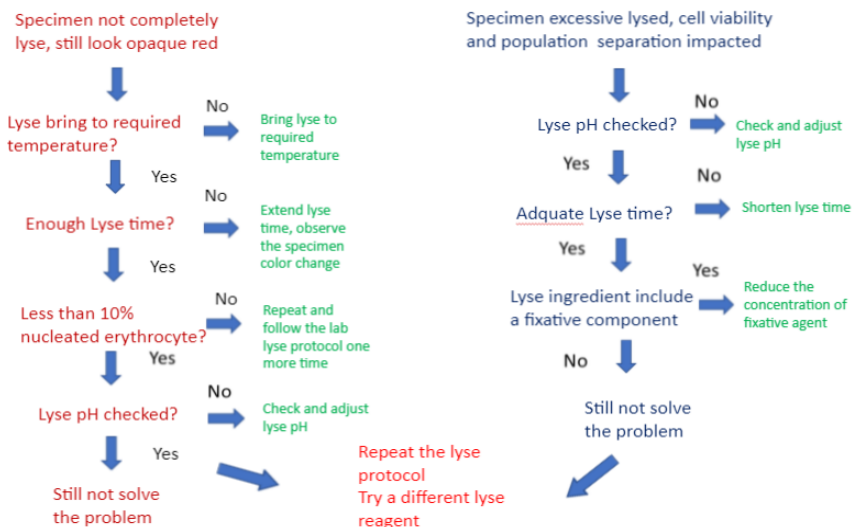 Specimen not completely
lyse, still look opaque red
No
Lyse bring to required
temperature?
Bring lyse to
required
temperature
Yes
No
Enough Lyse time?
Extend lyse
time, observe
the specimen
color change
Yes
No
Less than 10%
nucleated erythrocyte?
Repeat and
follow the lab
lyse protocol one
more time
Yes
No
Lyse pH checked?
Check and adjust
lyse pH
Yes
Still not solve
the problem
Specimen excessive lysed, cell viability
and population separation impacted
No
Lyse pH checked?
Check and adjust
lyse pH
Yes
No
Adquate Lyse time?
Shorten lyse time
Yes
Yes
Lyse ingredient include
a fixative component
Reduce the
concentration of
fixative agent
No
Still not solve
the problem
Repeat the lyse
protocol
Try a different lyse
reagent